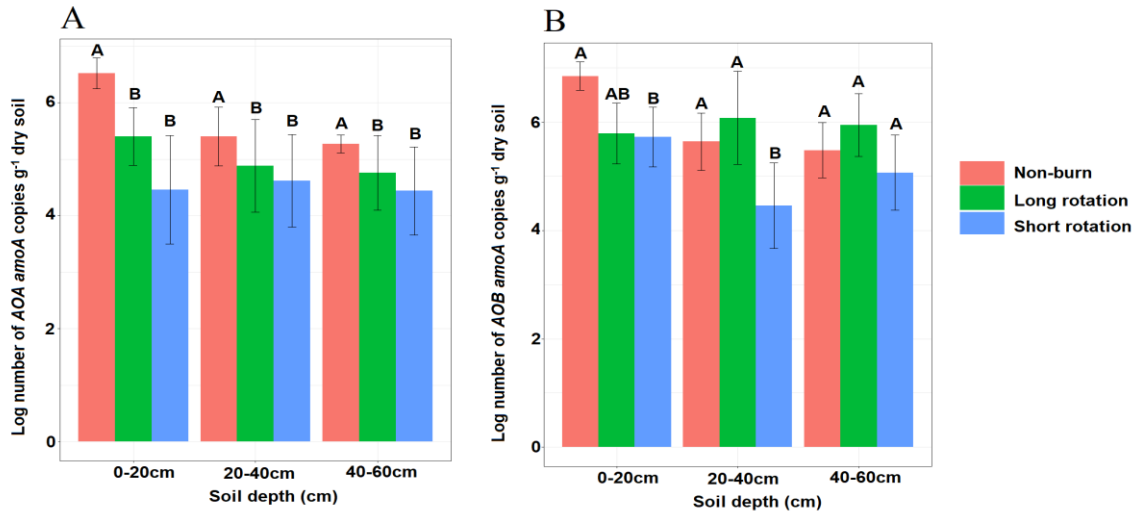 A
Log number of AOA amoA copies g-1 dry soil
6
4
2
0
A
B
B
A
B
B
A
B
B
0-20cm
20-40cm
40-60cm
Soil depth (cm)
B
Log number of AOB amoA copies g-1 dry soil
6
4
2
0
A
AB
B
A
A
B
A
A
A
0-20cm
20-40cm
40-60cm
Soil depth (cm)
Non-burn
Long rotation
Short rotation